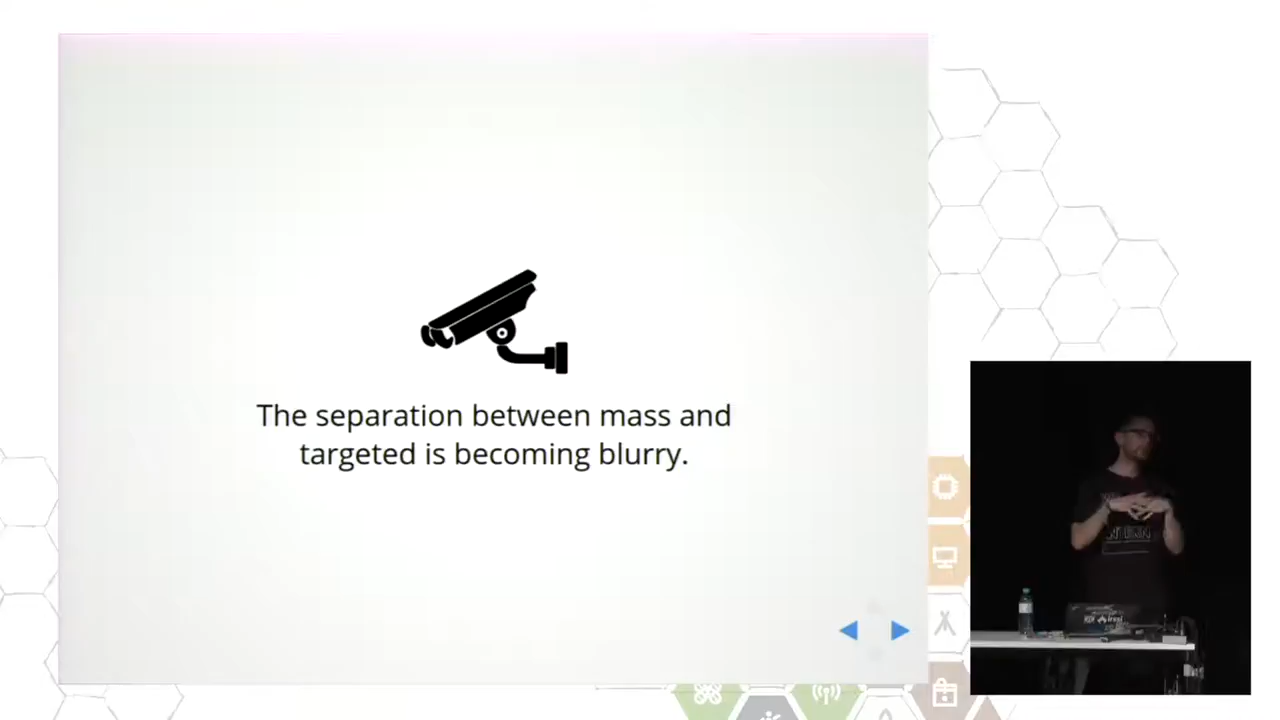 The separation between mass and
targeted is becoming blurry.